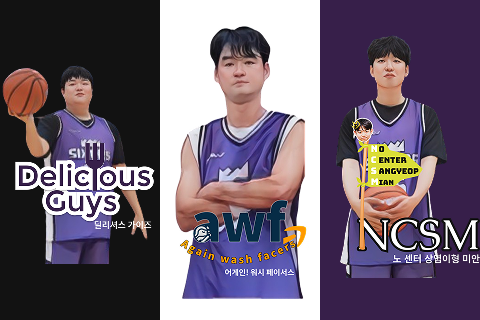 Delicious
Guys
딜리셔스 가이즈
awf
Again wash facers
어게인! 워시 페이서스
No
Center
Sangyeop
Mian
NCSM
노 센터 상엽이형 미안